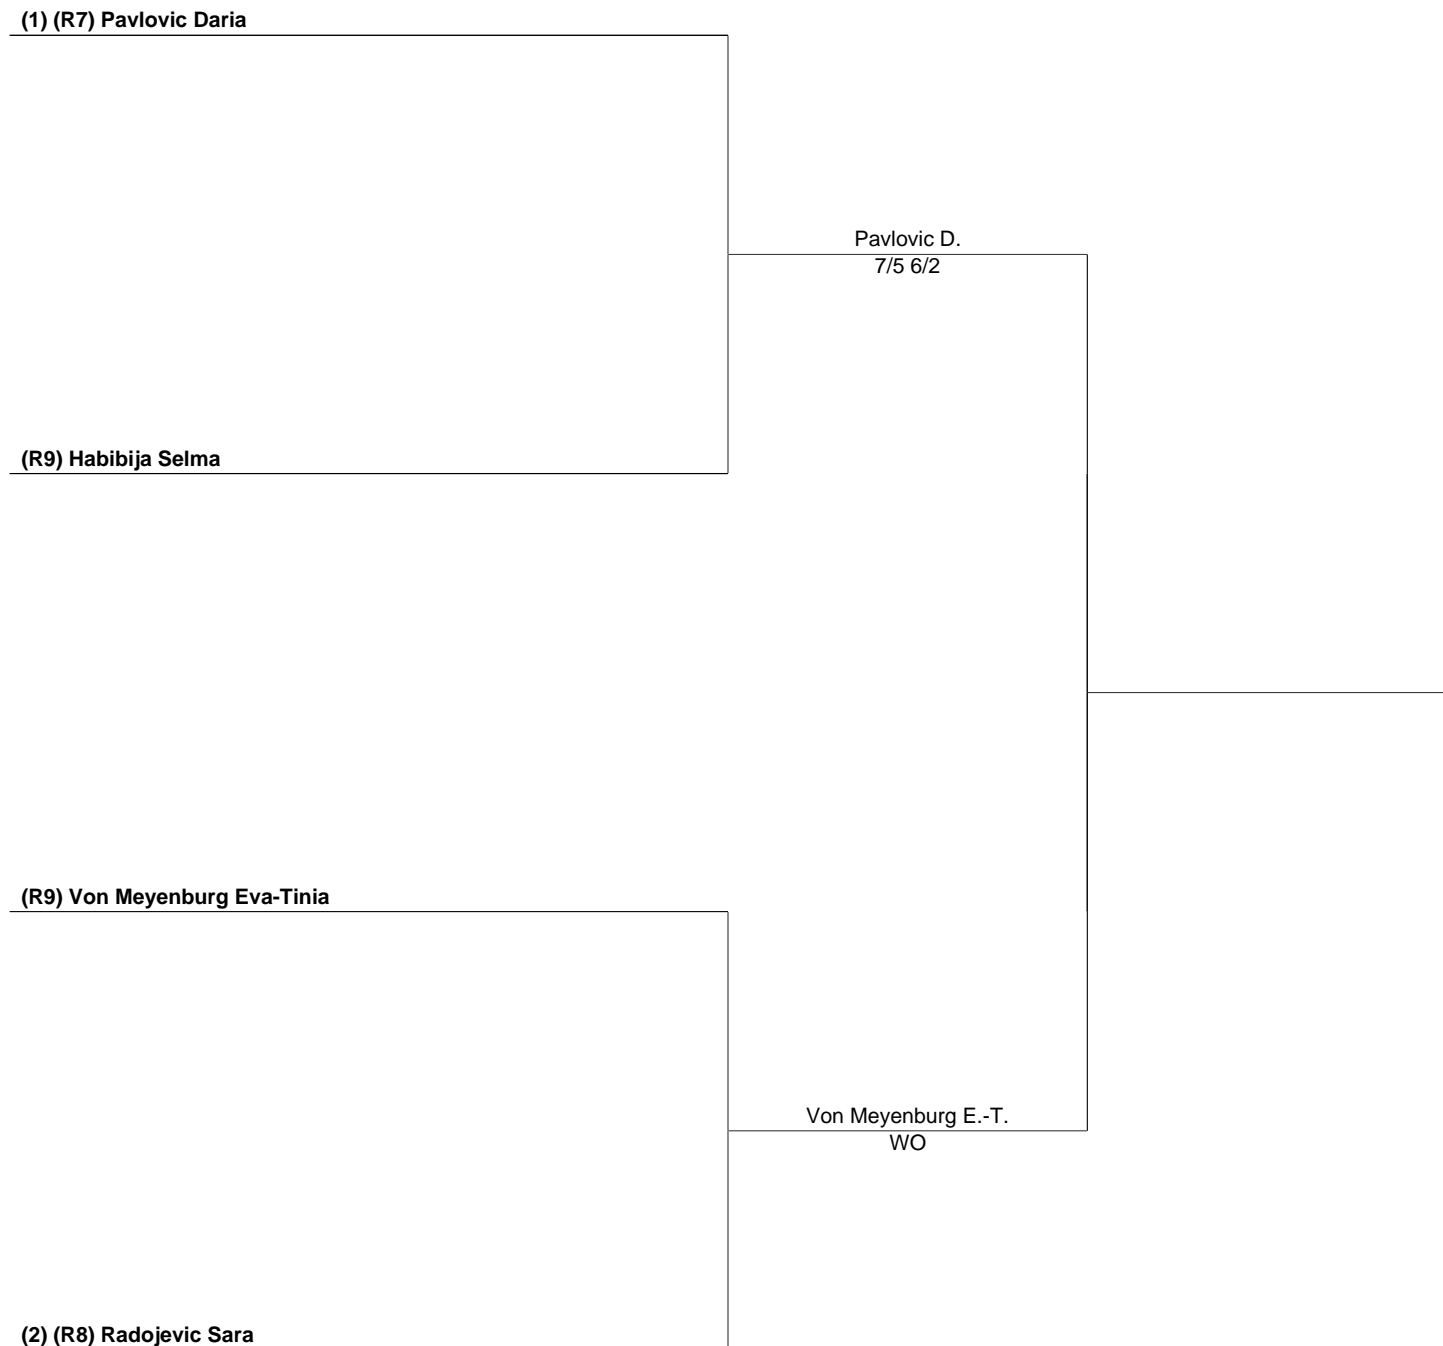 (1) (R7) Pavlovic Daria
Pavlovic D.
7/5 6/2
(R9) Habibija Selma
(R9) Von Meyenburg Eva-Tinia
Von Meyenburg E.-T.
WO
(2) (R8) Radojevic Sara